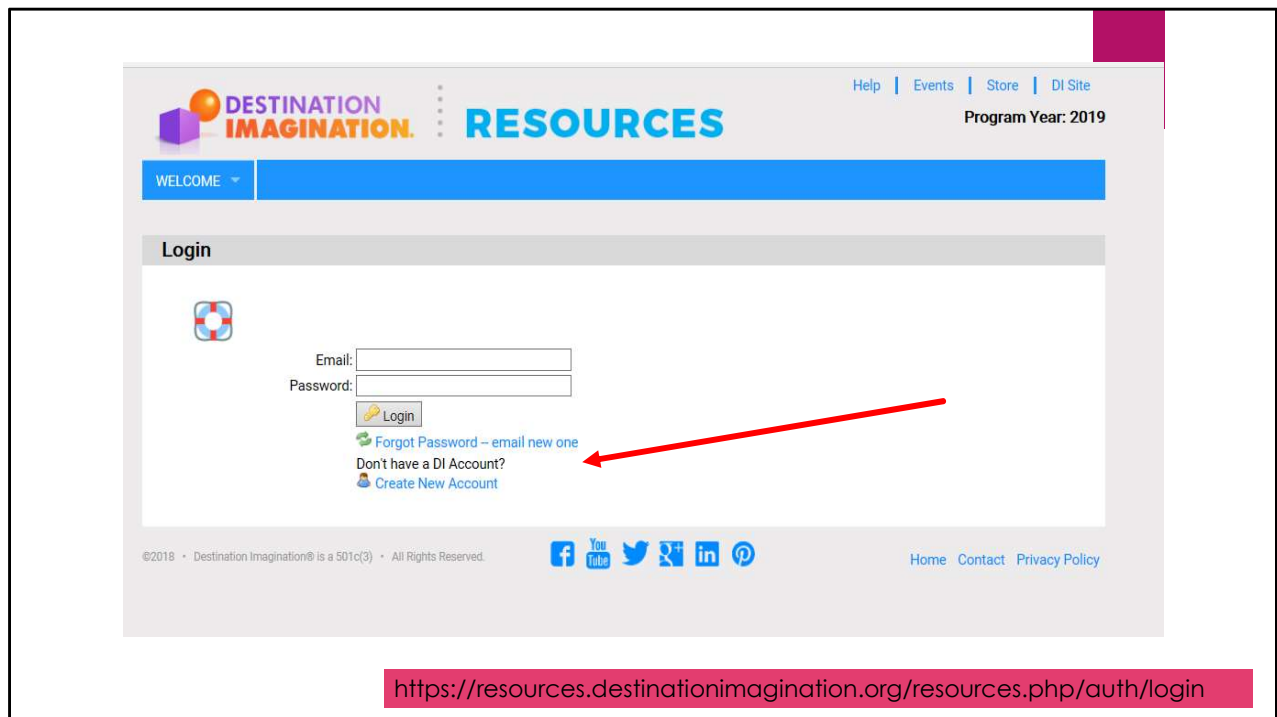 Help | Events | Store | DI Site
DESTINATION
IMAGINATION.
RESOURCES
Program Year: 2019
WELCOME
Login
Email:
Password:
Login
Forgot Password – email new one
Don't have a DI Account?
Create New Account
©2018 • Destination Imagination® is a 501c(3) • All Rights Reserved.
You
Tube
g+
in
Home Contact Privacy Policy
https://resources.destinationimagination.org/resources.php/auth/login